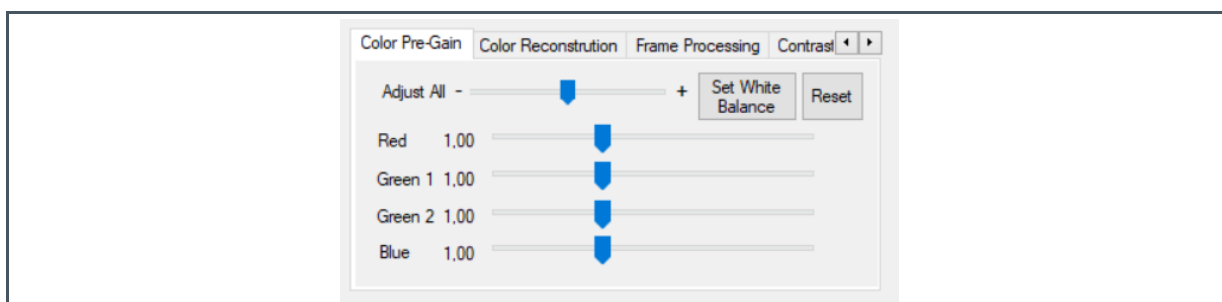 Color Pre-Gain Color Reconstrution Frame Processing Contrast
Adjust All - + Set White Balance Reset
Red 1,00
Green 1 1,00
Green 2 1,00
Blue 1,00